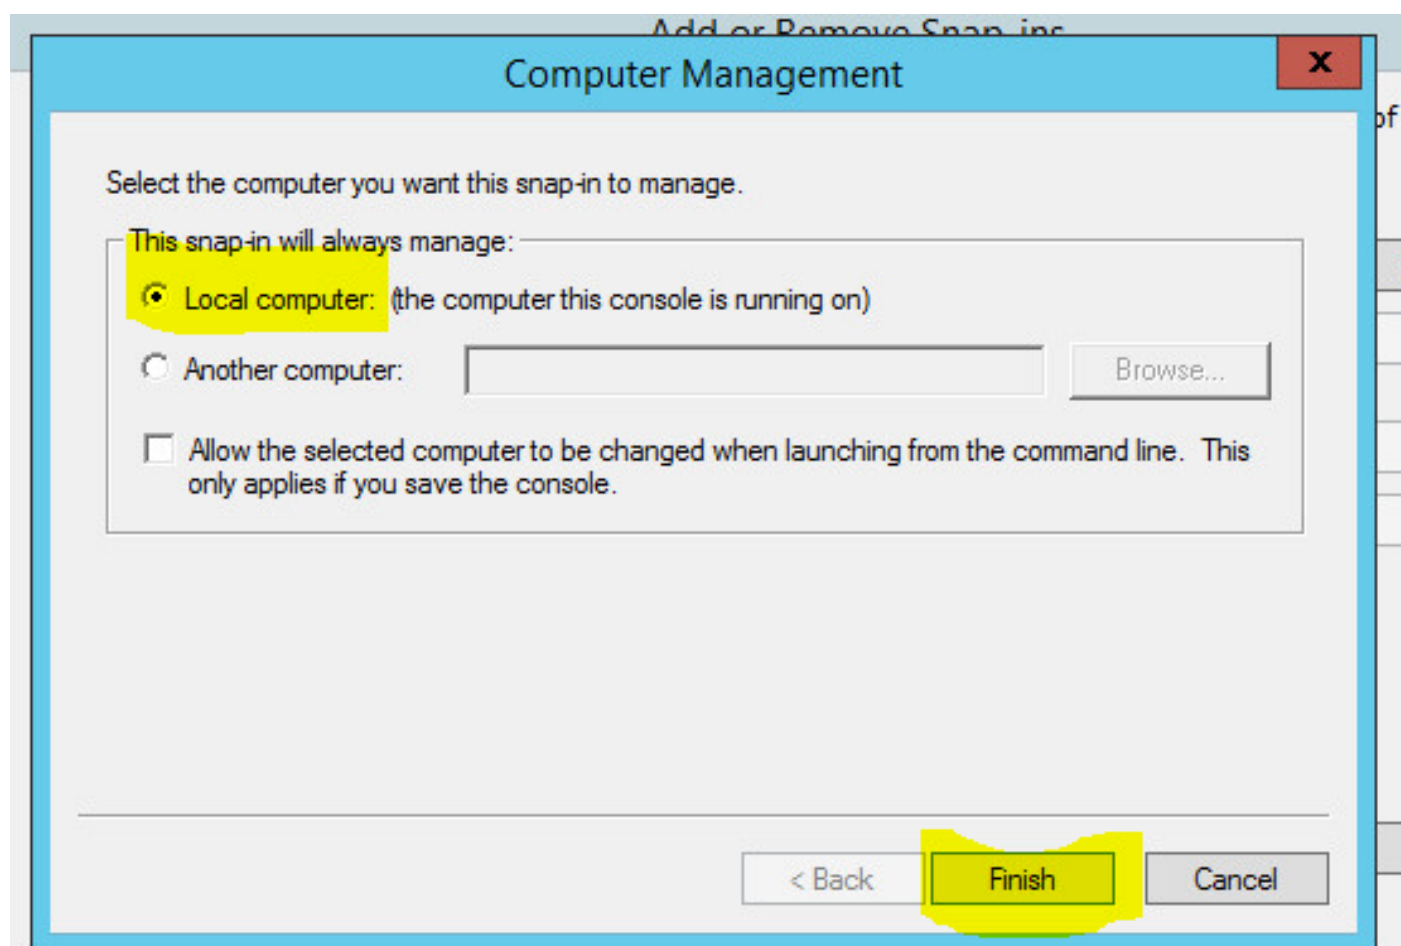 Add or Remove Snap-ins
Computer Management
x
of
Select the computer you want this snap-in to manage.
This snap-in will always manage:
Local computer: (the computer this console is running on)
Another computer:
Browse...
Allow the selected computer to be changed when launching from the command line. This
only applies if you save the console.
< Back
Finish
Cancel